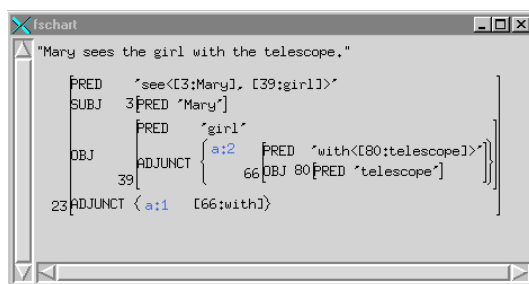 fschart
"Mary sees the girl with the telescope."
PRED 'see<[3:Mary], [39:girl]>'
SUBJ 3[PRED 'Mary']
PRED 'girl'
a:2 PRED 'with<[80:telescope]>'
OBJ ADJUNCT
66 OBJ 80[PRED 'telescope']
39
23 ADJUNCT { a:1 [66:with]}